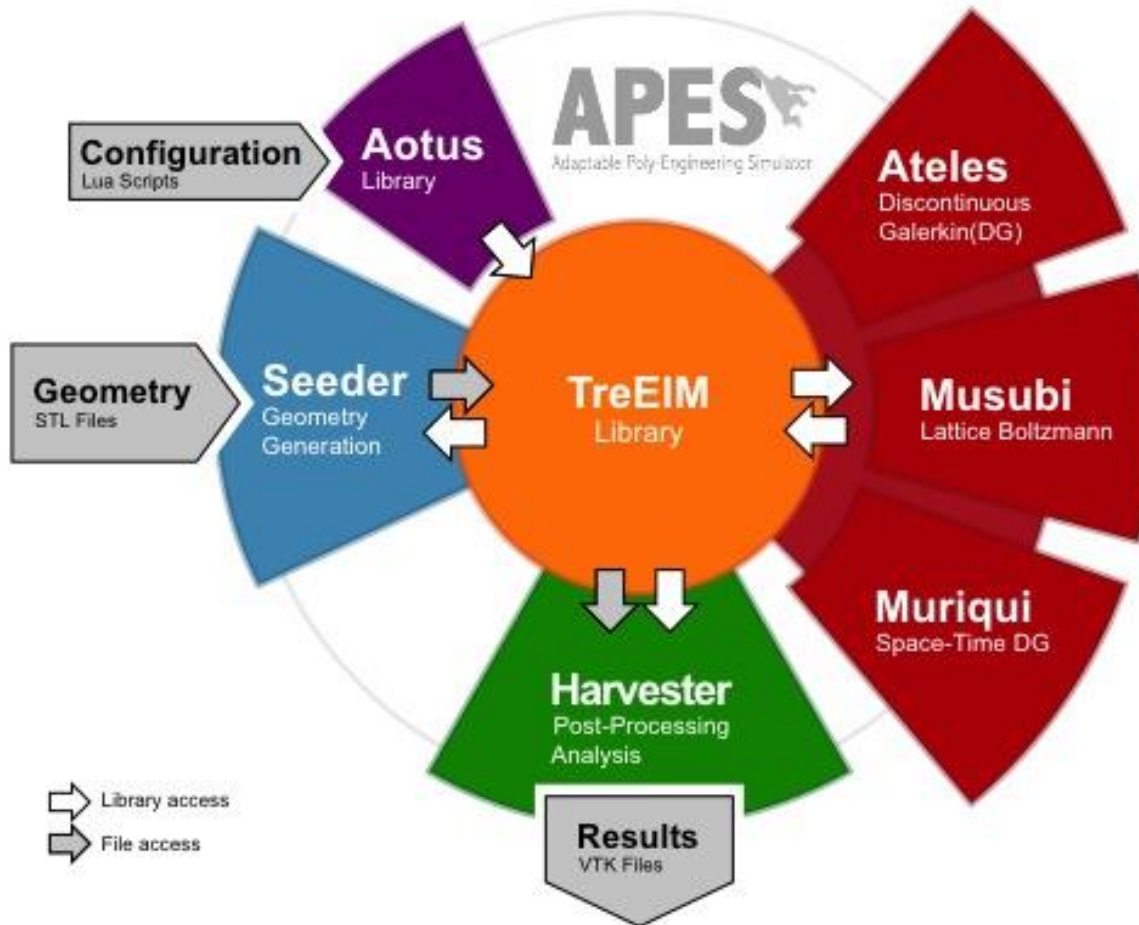 APES
Adaptable Poly-Engineering Simulator
Configuration
Lua Scripts
Aotus
Library
Ateles
Discontinuous
Galerkin(DG)
Geometry
STL Files
Seeder
Geometry
Generation
TreElM
Library
Musubi
Lattice Boltzmann
Muriqui
Space-Time DG
Harvester
Post-Processing
Analysis
Results
VTK Files
Library access
File access